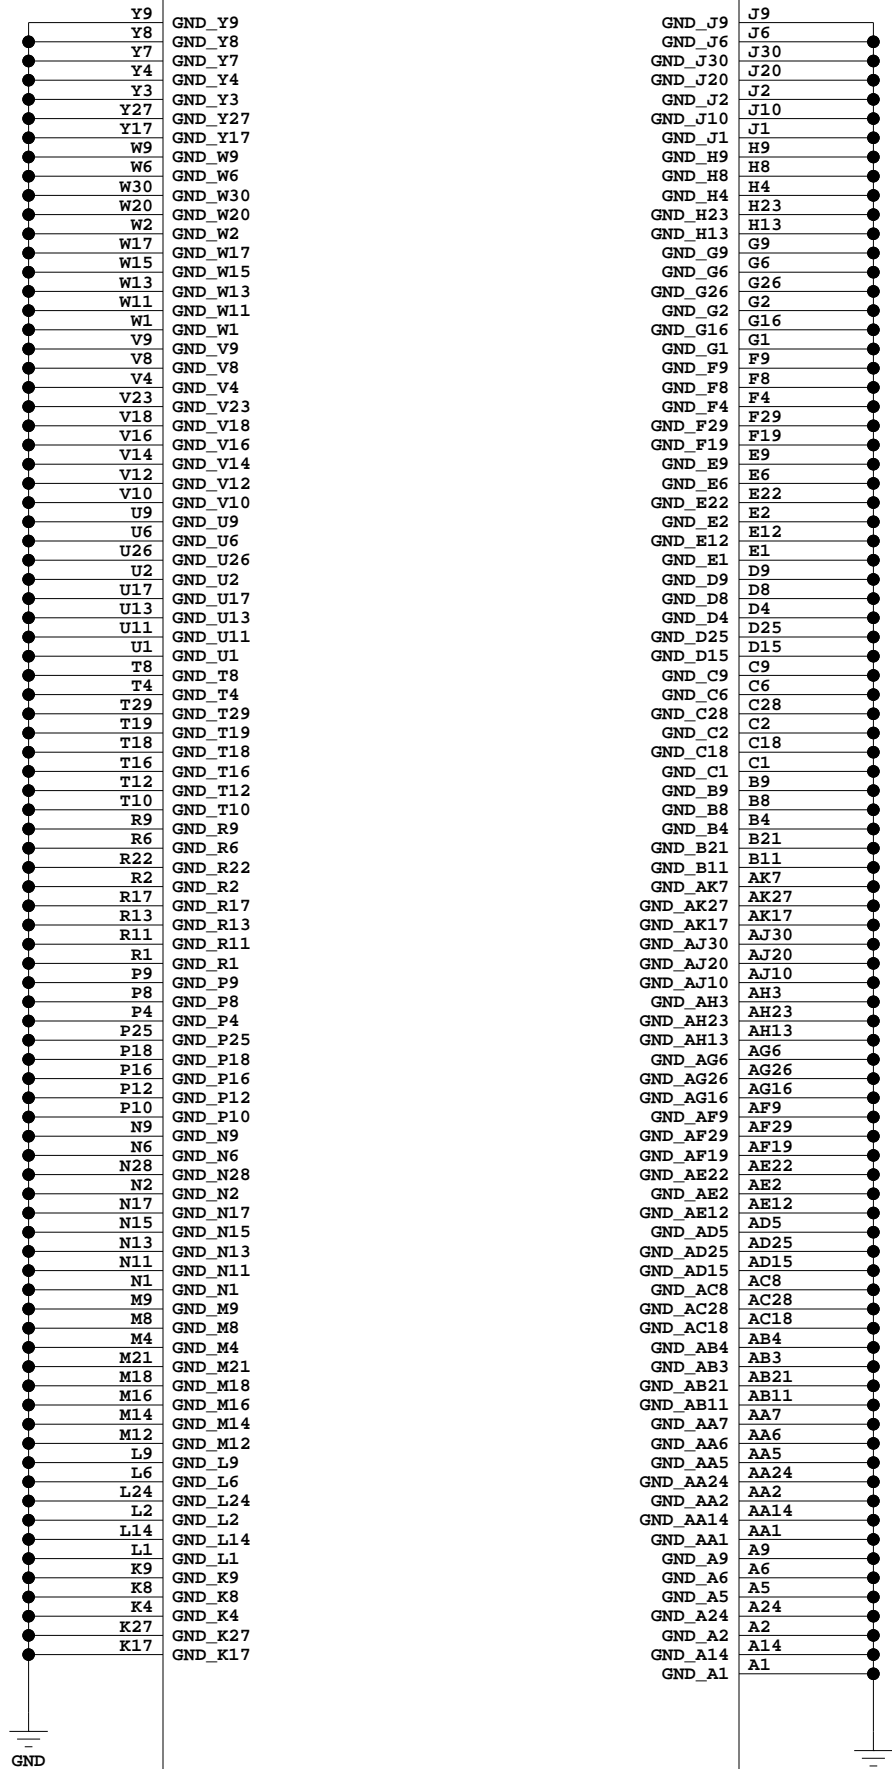 Y9 GND_Y9 GND_J9 J9
Y8 GND_Y8 GND_J6 J6
Y7 GND_Y7 GND_J30 J30
Y4 GND_Y4 GND_J20 J20
Y3 GND_Y3 GND_J2 J2
Y27 GND_Y27 GND_J10 J10
Y17 GND_Y17 GND_J1 J1
W9 GND_W9 GND_H9 H9
W6 GND_W6 GND_H8 H8
W30 GND_W30 GND_H4 H4
W20 GND_W20 GND_H23 H23
W2 GND_W2 GND_H13 H13
W17 GND_W17 GND_G9 G9
W15 GND_W15 GND_G6 G6
W13 GND_W13 GND_G26 G26
W11 GND_W11 GND_G2 G2
W1 GND_W1 GND_G16 G16
V9 GND_V9 GND_G1 G1
V8 GND_V8 GND_F9 F9
V4 GND_V4 GND_F8 F8
V23 GND_V23 GND_F4 F4
V18 GND_V18 GND_F29 F29
V16 GND_V16 GND_F19 F19
V14 GND_V14 GND_E9 E9
V12 GND_V12 GND_E6 E6
V10 GND_V10 GND_E22 E22
U9 GND_U9 GND_E2 E2
U6 GND_U6 GND_E12 E12
U26 GND_U26 GND_E1 E1
U2 GND_U2 GND_D9 D9
U17 GND_U17 GND_D8 D8
U13 GND_U13 GND_D4 D4
U11 GND_U11 GND_D25 D25
U1 GND_U1 GND_D15 D15
T8 GND_T8 GND_C9 C9
T4 GND_T4 GND_C6 C6
T29 GND_T29 GND_C28 C28
T19 GND_T19 GND_C2 C2
T18 GND_T18 GND_C18 C18
T16 GND_T16 GND_C1 C1
T12 GND_T12 GND_B9 B9
T10 GND_T10 GND_B8 B8
R9 GND_R9 GND_B4 B4
R6 GND_R6 GND_B21 B21
R22 GND_R22 GND_B11 B11
R2 GND_R2 GND_AK7 AK7
R17 GND_R17 GND_AK27 AK27
R13 GND_R13 GND_AK17 AK17
R11 GND_R11 GND_AJ30 AJ30
R1 GND_R1 GND_AJ20 AJ20
P9 GND_P9 GND_AJ10 AJ10
P8 GND_P8 GND_AH3 AH3
P4 GND_P4 GND_AH23 AH23
P25 GND_P25 GND_AH13 AH13
P18 GND_P18 GND_AG6 AG6
P16 GND_P16 GND_AG26 AG26
P12 GND_P12 GND_AG16 AG16
P10 GND_P10 GND_AF9 AF9
N9 GND_N9 GND_AF29 AF29
N6 GND_N6 GND_AF19 AF19
N28 GND_N28 GND_AE22 AE22
N2 GND_N2 GND_AE2 AE2
N17 GND_N17 GND_AE12 AE12
N15 GND_N15 GND_AD5 AD5
N13 GND_N13 GND_AD25 AD25
N11 GND_N11 GND_AD15 AD15
N1 GND_N1 GND_AC8 AC8
M9 GND_M9 GND_AC28 AC28
M8 GND_M8 GND_AC18 AC18
M4 GND_M4 GND_AB4 AB4
M21 GND_M21 GND_AB3 AB3
M18 GND_M18 GND_AB21 AB21
M16 GND_M16 GND_AB11 AB11
M14 GND_M14 GND_AA7 AA7
M12 GND_M12 GND_AA6 AA6
L9 GND_L9 GND_AA5 AA5
L6 GND_L6 GND_AA24 AA24
L24 GND_L24 GND_AA2 AA2
L2 GND_L2 GND_AA14 AA14
L14 GND_L14 GND_AA1 AA1
L1 GND_L1 GND_A9 A9
K9 GND_K9 GND_A6 A6
K8 GND_K8 GND_A5 A5
K4 GND_K4 GND_A24 A24
K27 GND_K27 GND_A2 A2
K17 GND_K17 GND_A14 A14
GND_A1 A1
GND